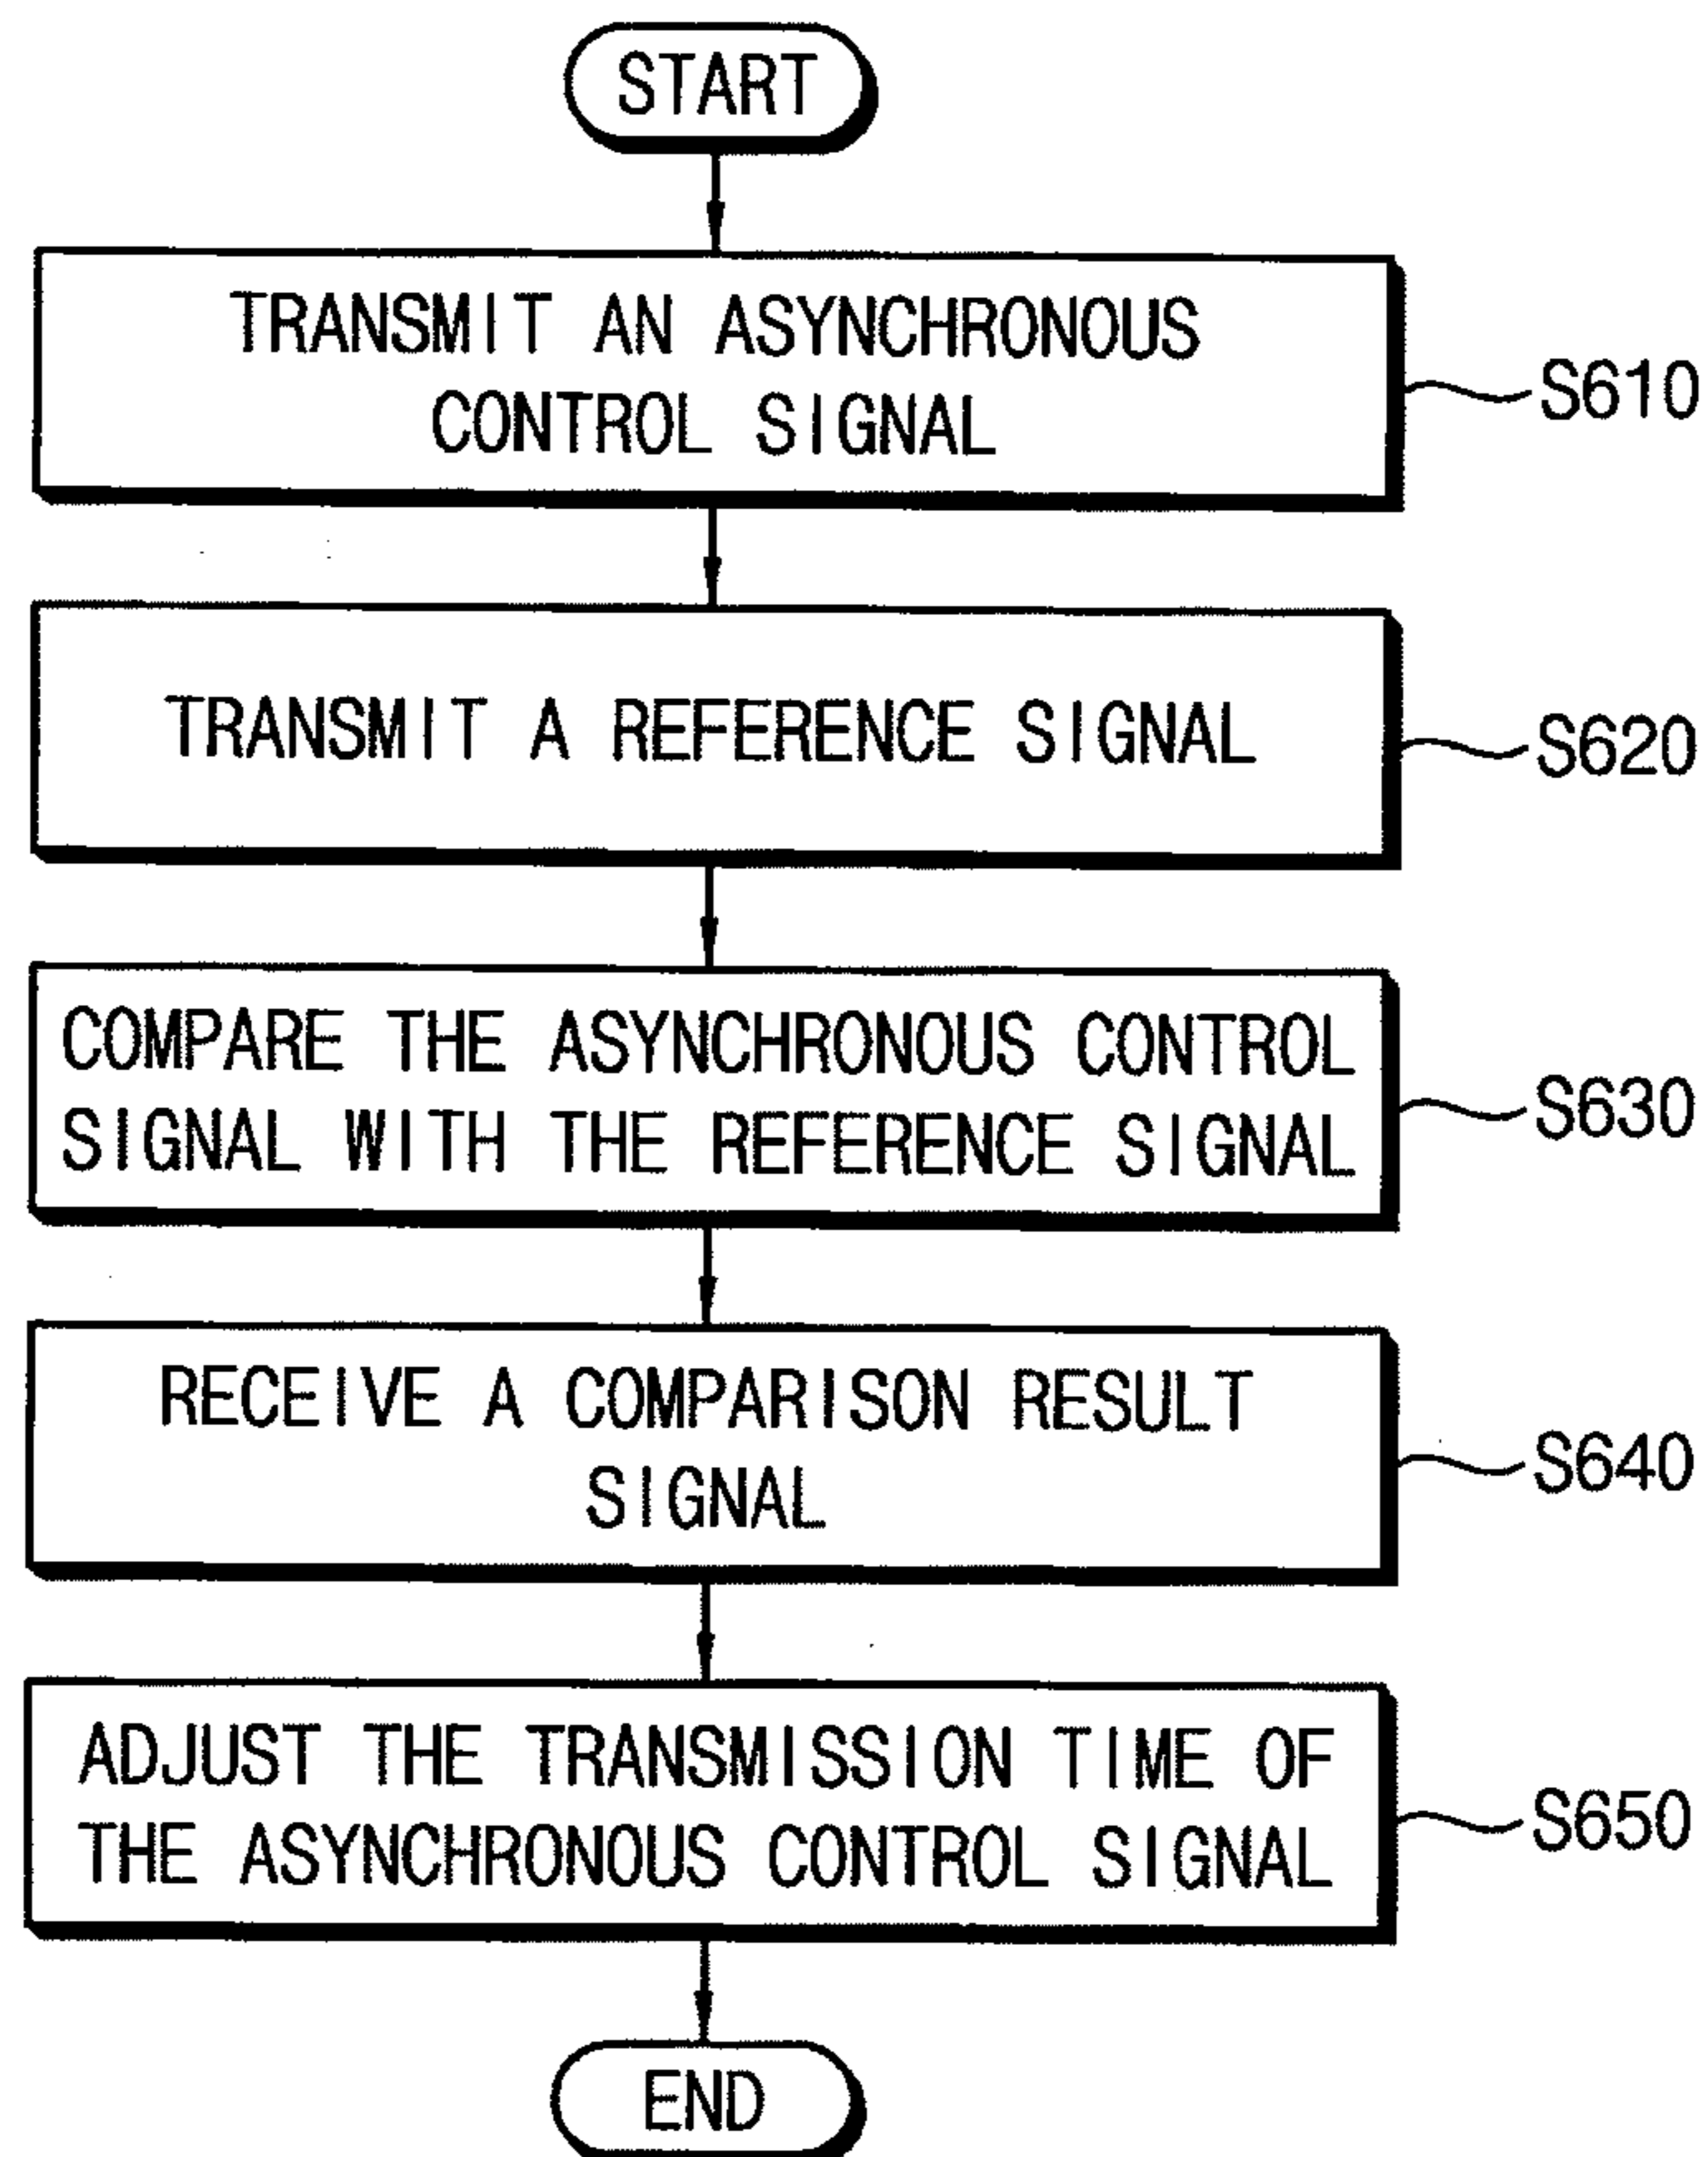 START
TRANSMIT AN ASYNCHRONOUS
CONTROL SIGNAL
S610
TRANSMIT A REFERENCE SIGNAL
S620
COMPARE THE ASYNCHRONOUS CONTROL
SIGNAL WITH THE REFERENCE SIGNAL
S630
RECEIVE A COMPARISON RESULT
SIGNAL
S640
ADJUST THE TRANSMISSION TIME OF
THE ASYNCHRONOUS CONTROL SIGNAL
S650
END